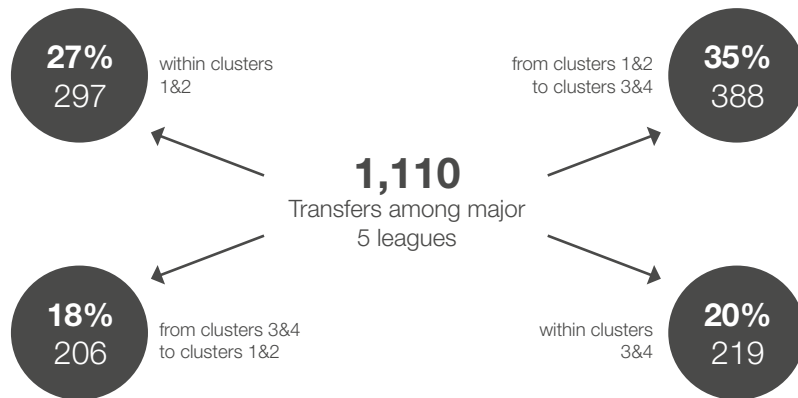 27%
297
within clusters
1&2
from clusters 1&2
to clusters 3&4
35%
388
1,110
Transfers among major
5 leagues
18%
206
from clusters 3&4
to clusters 1&2
within clusters
3&4
20%
219